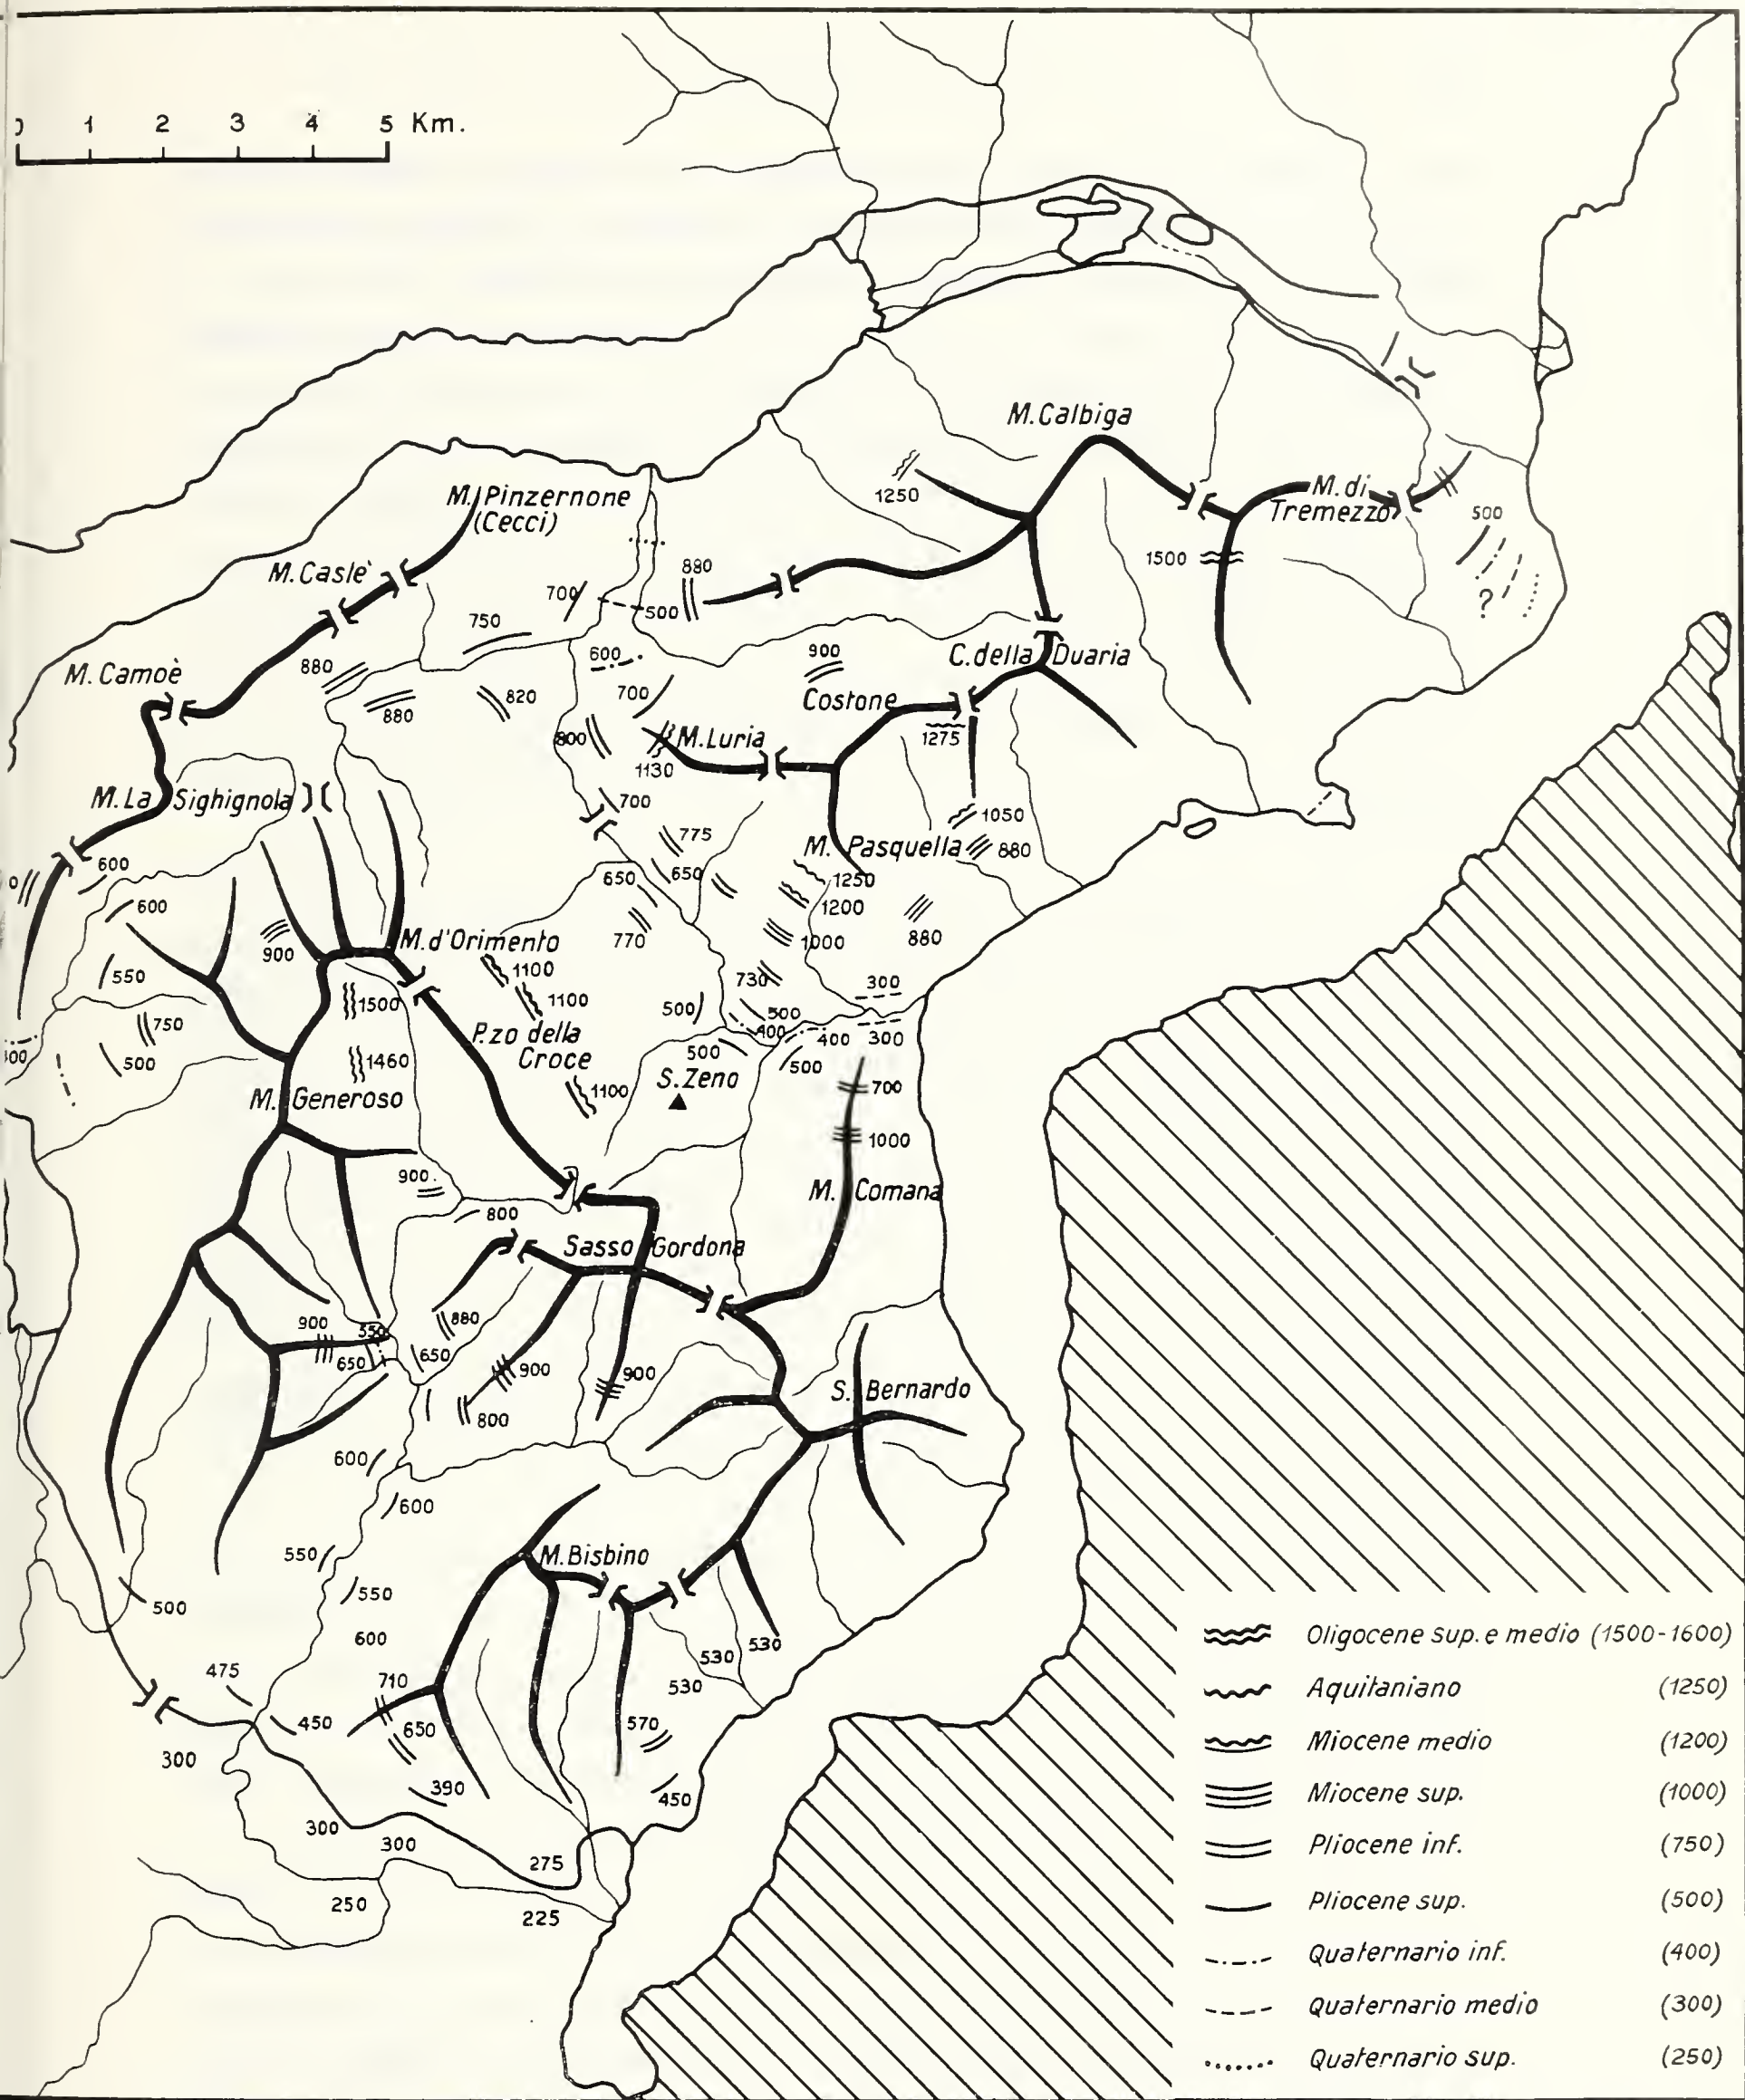 1 2 3 4 5 Km.
M. Calbiga
1250
M. Pinzernone
(Cecci)
M. di
Tremezzo
500
M. Caslè
880
1500
700
500
?
750
600
900
C. della Duaria
M. Camoè
880
820
700
Costone
880
800
M. Luria
1275
1130
M. La Sighignola
700
1050
775
M. Pasquella
880
600
650
650
1250
600
1200
900
M. d'Orimento
770
1000
880
550
1100
730
300
1500
1100
500
500
750
P.zo della
Croce
400
400
300
500
500
500
1460
S. Zeno
700
M. Generoso
1100
1000
900.
M. Comana
800
Sasso Gordona
900
550
880
650
650
900
900
S. Bernardo
800
600
600
550
M. Bisbino
550
500
600
530
530
475
710
530
450
650
570
300
390
450
300
300
275
250
225
Oligocene sup. e medio (1500-1600)
Aquitaniano (1250)
Miocene medio (1200)
Miocene sup. (1000)
Pliocene inf. (750)
Pliocene sup. (500)
Quaternario inf. (400)
Quaternario medio (300)
Quaternario sup. (250)